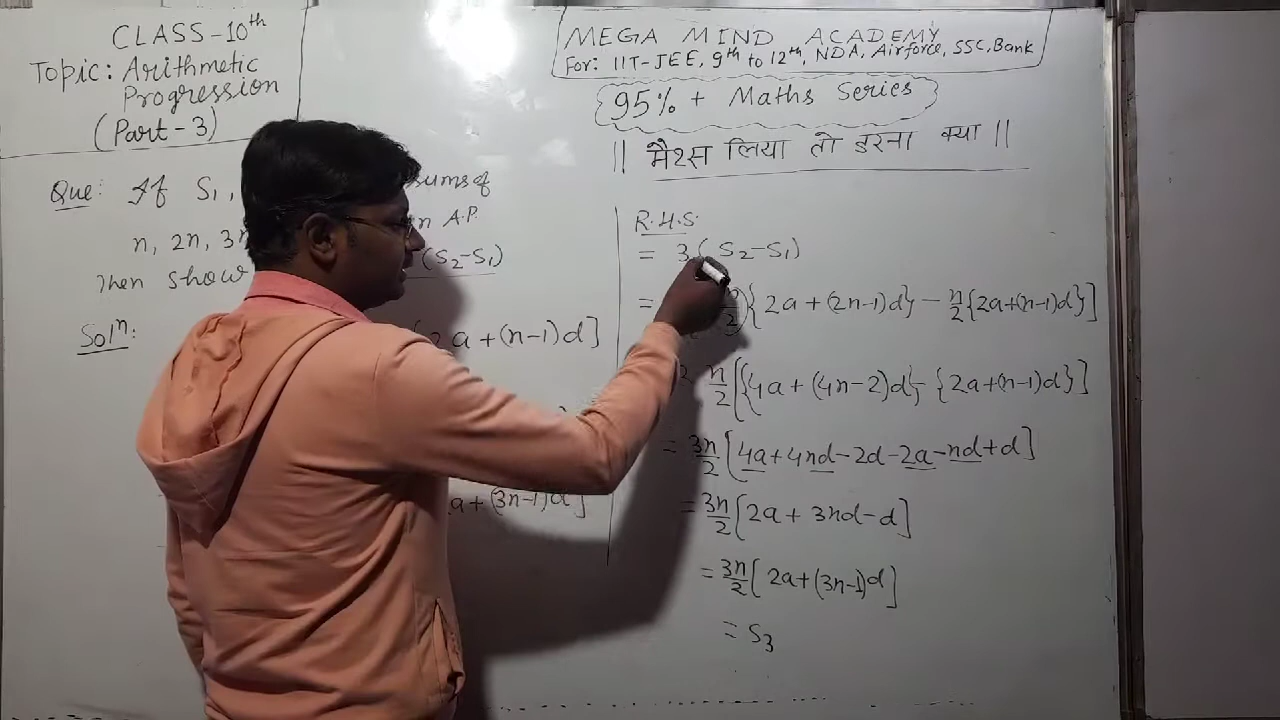 CLASS-10th
Topic: Arithmetic
Progression
(Part-3)
MEGA MIND ACADEMY
For: IIT-JEE, 9th to 12th, NDA, Airforce, SSC, Bank
95% + Maths Series
|| मैथ्स लिया तो डरना क्या ||
Que: If S1, sums of
n, 2n, 3n A.P.
Then show (S2-S1)
Soln:
2a + (n-1)d]
a + (3n-1)d]
R.H.S.
= 3(S2-S1)
= {2a + (2n-1)d} - n/2{2a+(n-1)d}]
n/2[{4a + (4n-2)d} - {2a+(n-1)d}]
= 3n/2[4a+4nd-2d-2a-nd+d]
= 3n/2[2a + 3nd-d]
= 3n/2[2a+(3n-1)d]
= S3